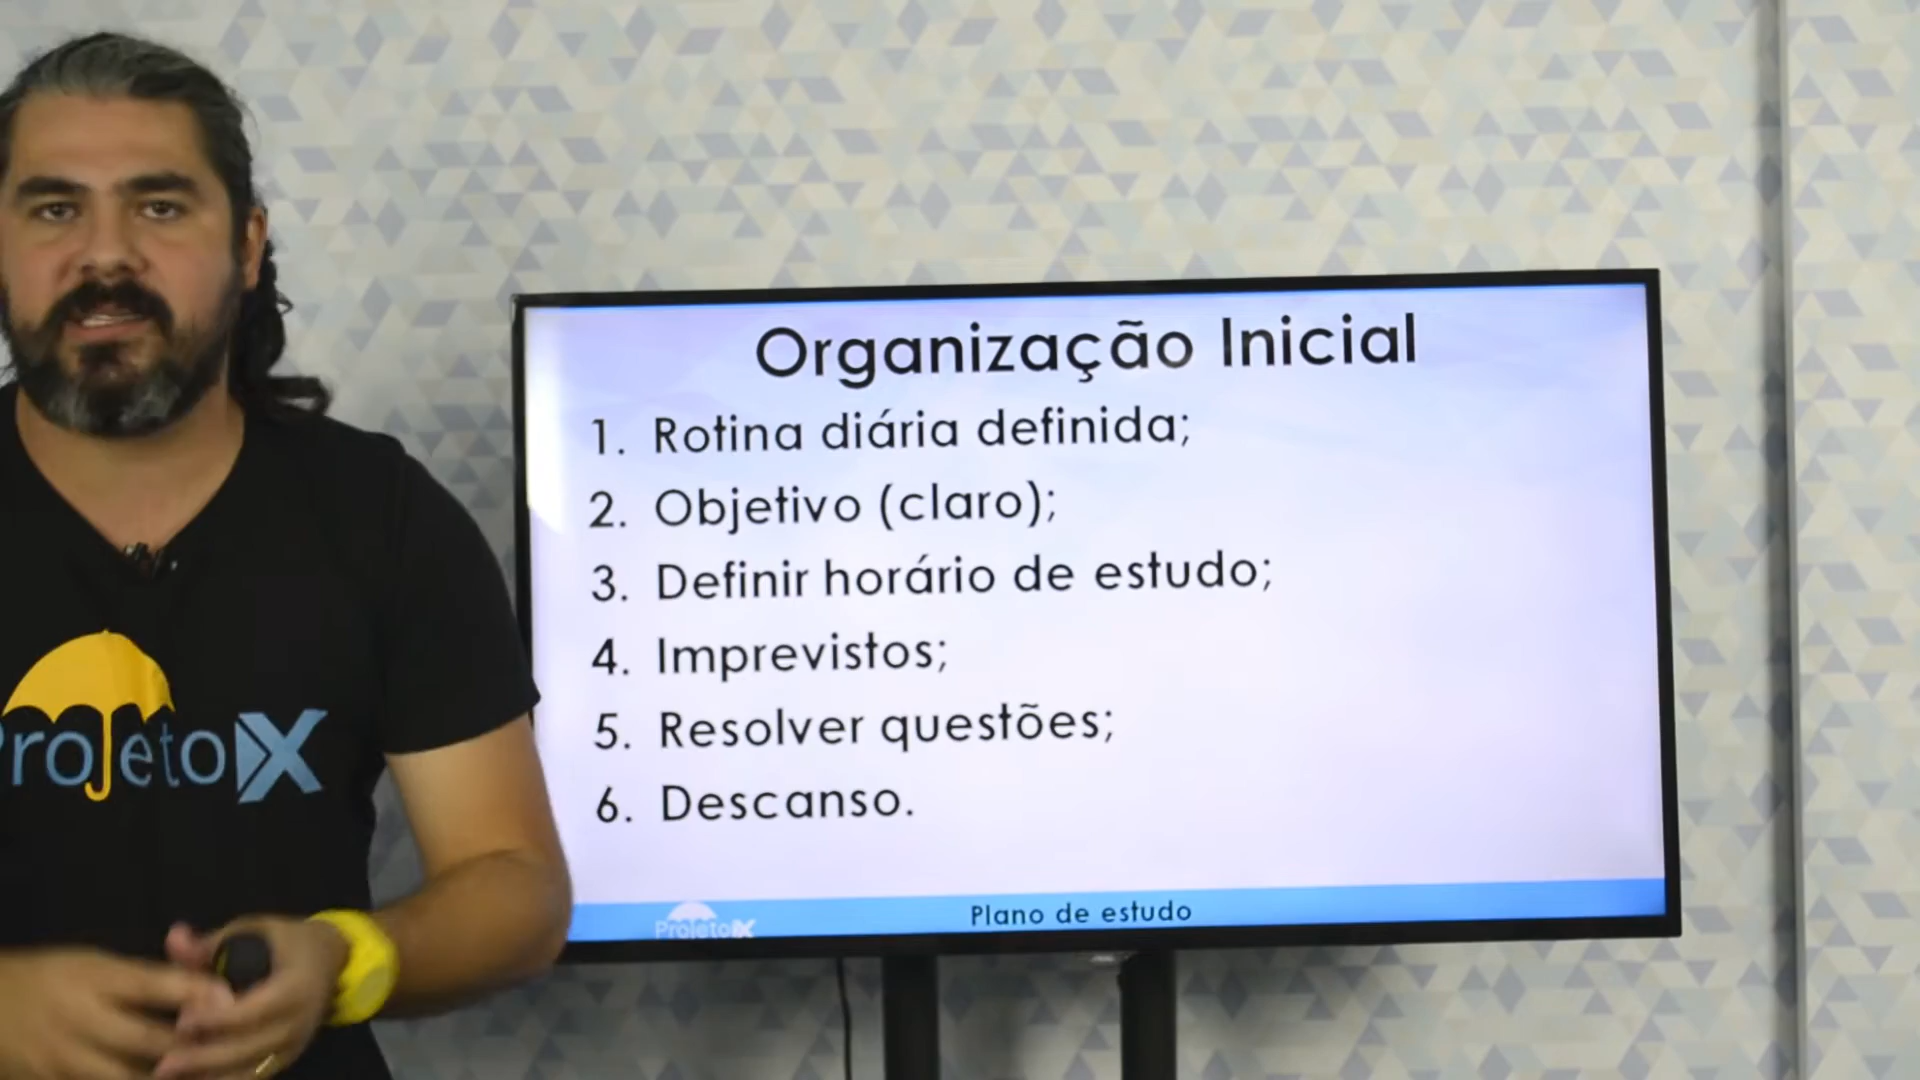 Organização Inicial
1. Rotina diária definida;
2. Objetivo (claro);
3. Definir horário de estudo;
4. Imprevistos;
5. Resolver questões;
6. Descanso.
ProjetoX
Plano de estudo
ProjetoX